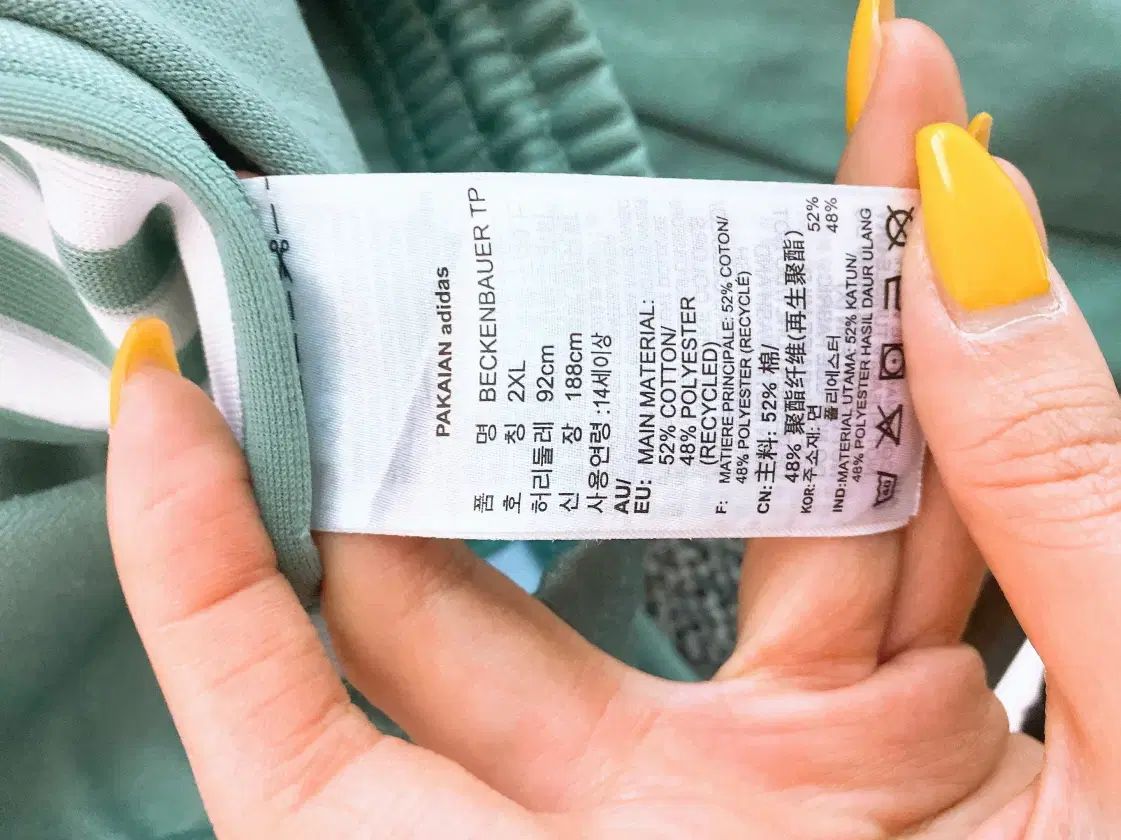 PAKAIAN adidas
품 명 BECKENBAUER TP
호 칭 2XL
허리둘레 92cm
신 장 188cm
사용연령 :14세이상
AU/
EU: MAIN MATERIAL:
52% COTTON/
48% POLYESTER
(RECYCLED)
F: MATIERE PRINCIPALE: 52% COTON/
48% POLYESTER (RECYCLÉ)
CN:主料: 52% 棉/
48% 聚酯纤维(再生聚酯)
KOR:주소재: 면 52%
폴리에스터 48%
IND:MATERIAL UTAMA: 52% KATUN/
48% POLYESTER HASIL DAUR ULANG